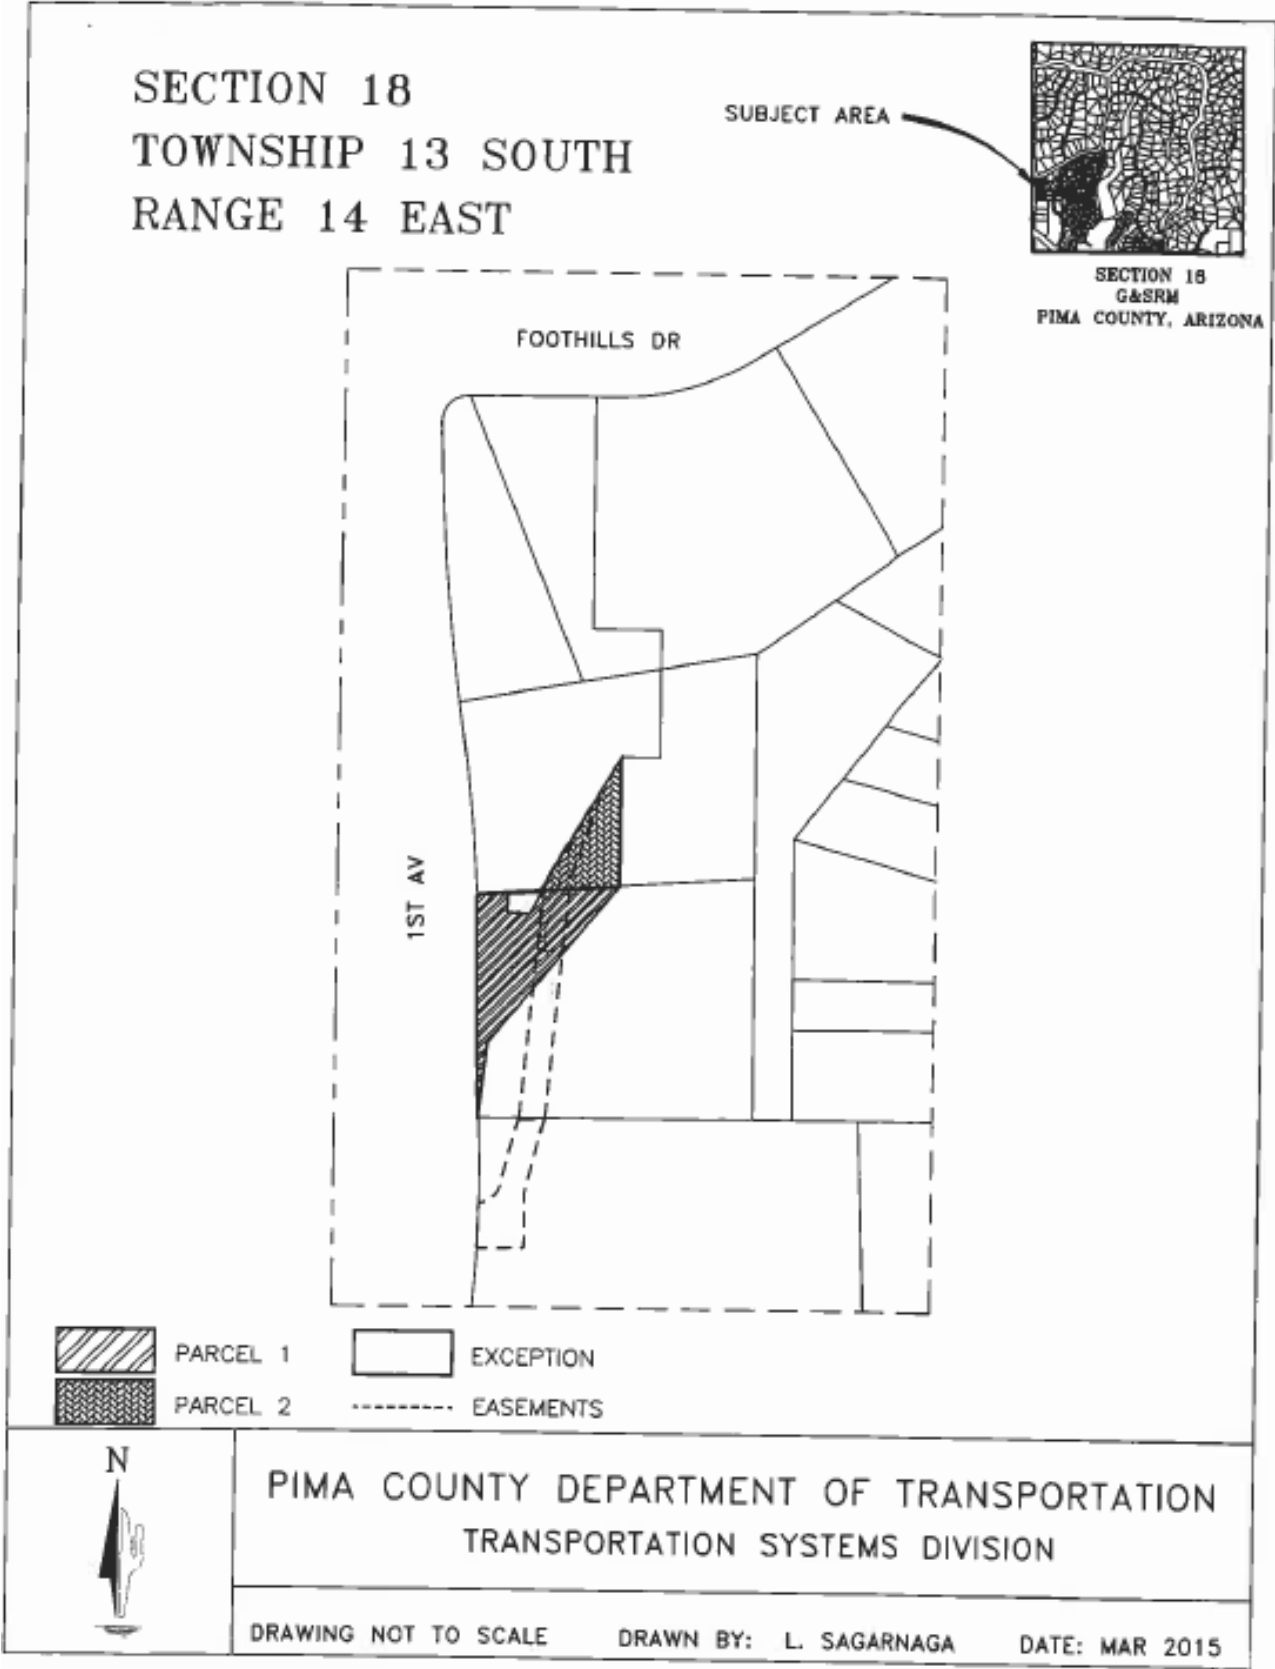 SECTION 18
TOWNSHIP 13 SOUTH
RANGE 14 EAST
SUBJECT AREA
SECTION 18
G&SRM
PIMA COUNTY, ARIZONA
FOOTHILLS DR
1ST AV
PARCEL 1
EXCEPTION
PARCEL 2
EASEMENTS
N
PIMA COUNTY DEPARTMENT OF TRANSPORTATION
TRANSPORTATION SYSTEMS DIVISION
DRAWING NOT TO SCALE DRAWN BY: L. SAGARNAGA DATE: MAR 2015